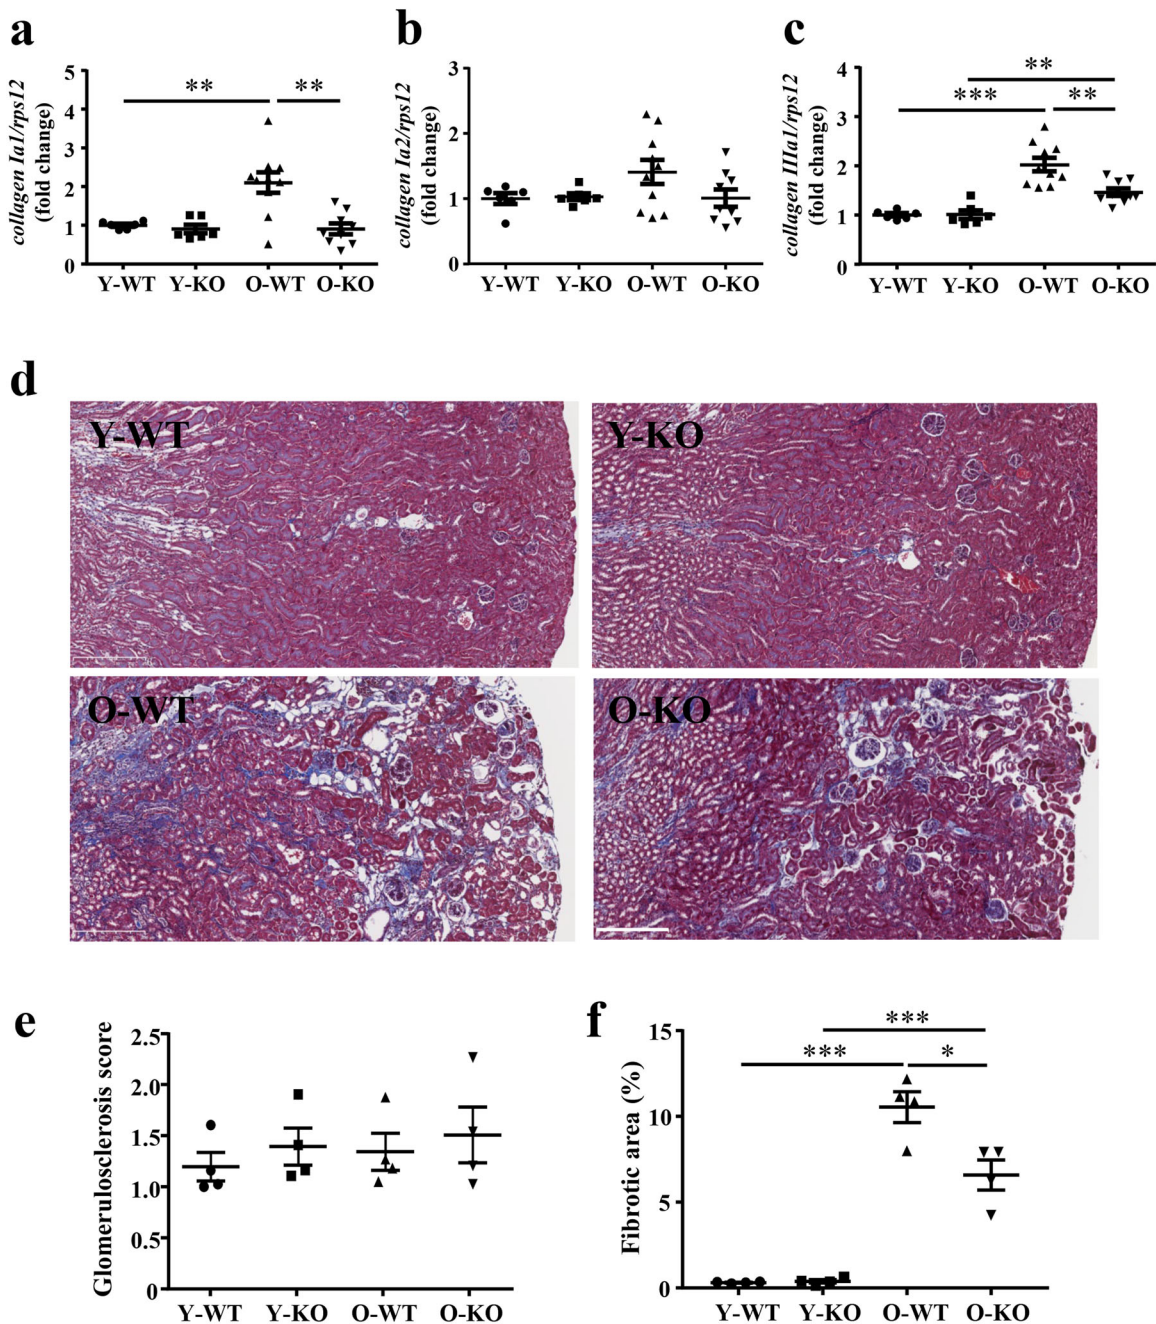 a
collagen Ia1/rps12
(fold change)
5
4
3
2
1
0
**
**
Y-WT Y-KO O-WT O-KO
b
collagen Ia2/rps12
(fold change)
3
2
1
0
Y-WT Y-KO O-WT O-KO
c
collagen IIIa1/rps12
(fold change)
4
3
2
1
0
**
***
**
Y-WT Y-KO O-WT O-KO
d
Y-WT
Y-KO
O-WT
O-KO
e
Glomerulosclerosis score
2.5
2.0
1.5
1.0
0.5
0
Y-WT Y-KO O-WT O-KO
f
Fibrotic area (%)
15
10
5
0
***
***
*
Y-WT Y-KO O-WT O-KO